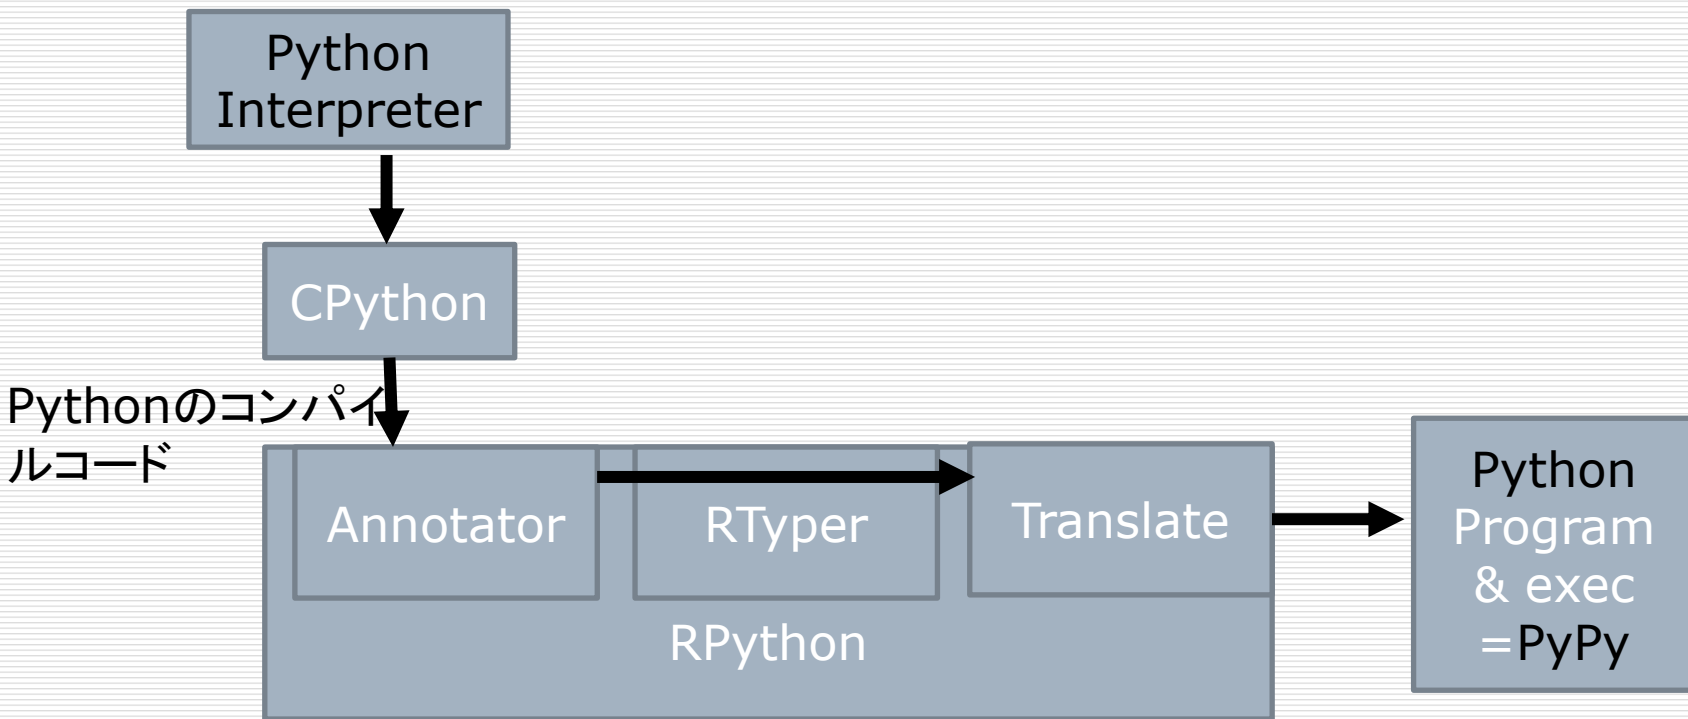 Python
Interpreter
CPython
Pythonのコンパイ
ルコード
Annotator
RTyper
Translate
RPython
Python
Program
& exec
=PyPy